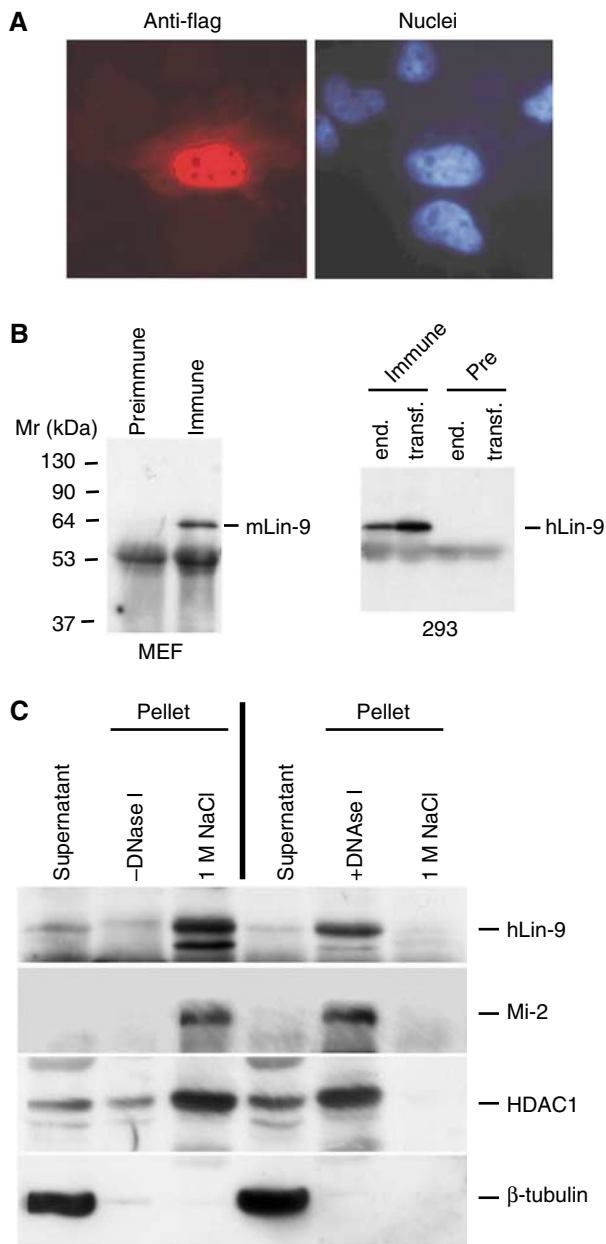 A
Anti-flag
Nuclei
B
Preimmune
Immune
Mr (kDa)
130
90
64
53
37
mLin-9
MEF
Immune
Pre
end.
transf.
end.
transf.
hLin-9
293
C
Pellet
Pellet
Supernatant
–DNase I
1 M NaCl
Supernatant
+DNAse I
1 M NaCl
hLin-9
Mi-2
HDAC1
β-tubulin